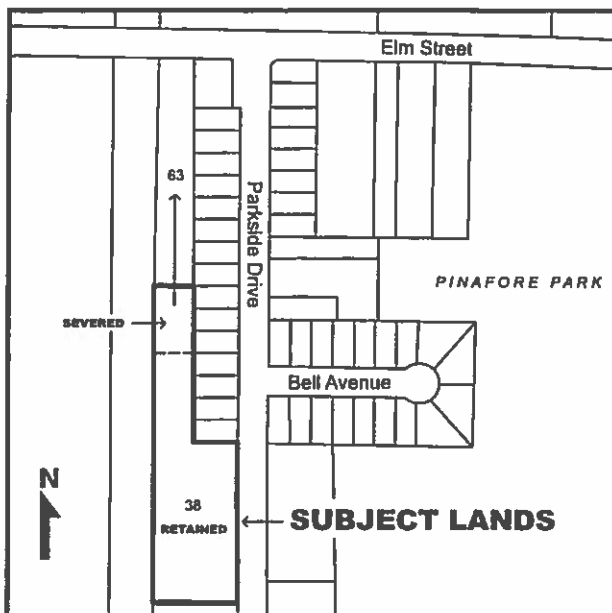 Elm Street
63
Parkside Drive
PINAFORE PARK
SEVERED
Bell Avenue
N
38
RETAINED
SUBJECT LANDS